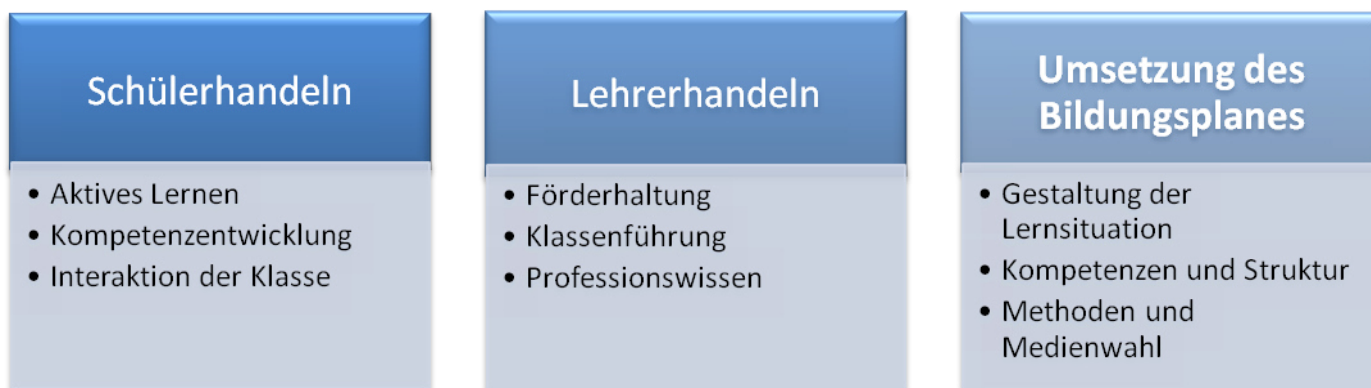 Schülerhandeln
• Aktives Lernen
• Kompetenzentwicklung
• Interaktion der Klasse
Lehrerhandeln
• Förderhaltung
• Klassenführung
• Professionswissen
Umsetzung des
Bildungsplanes
• Gestaltung der
Lernsituation
• Kompetenzen und Struktur
• Methoden und
Medienwahl